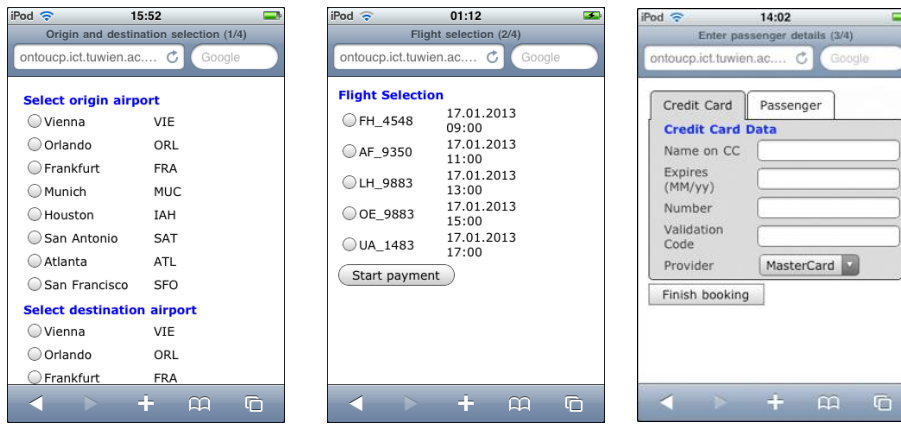 iPod 15:52
Origin and destination selection (1/4)
ontoucp.ict.tuwien.ac.... Google
Select origin airport
Vienna VIE
Orlando ORL
Frankfurt FRA
Munich MUC
Houston IAH
San Antonio SAT
Atlanta ATL
San Francisco SFO
Select destination airport
Vienna VIE
Orlando ORL
Frankfurt FRA
iPod 01:12
Flight selection (2/4)
ontoucp.ict.tuwien.ac.... Google
Flight Selection
FH_4548 17.01.2013
09:00
AF_9350 17.01.2013
11:00
LH_9883 17.01.2013
13:00
OE_9883 17.01.2013
15:00
UA_1483 17.01.2013
17:00
Start payment
iPod 14:02
Enter passenger details (3/4)
ontoucp.ict.tuwien.ac.... Google
Credit Card Passenger
Credit Card Data
Name on CC
Expires
(MM/yy)
Number
Validation
Code
Provider MasterCard
Finish booking